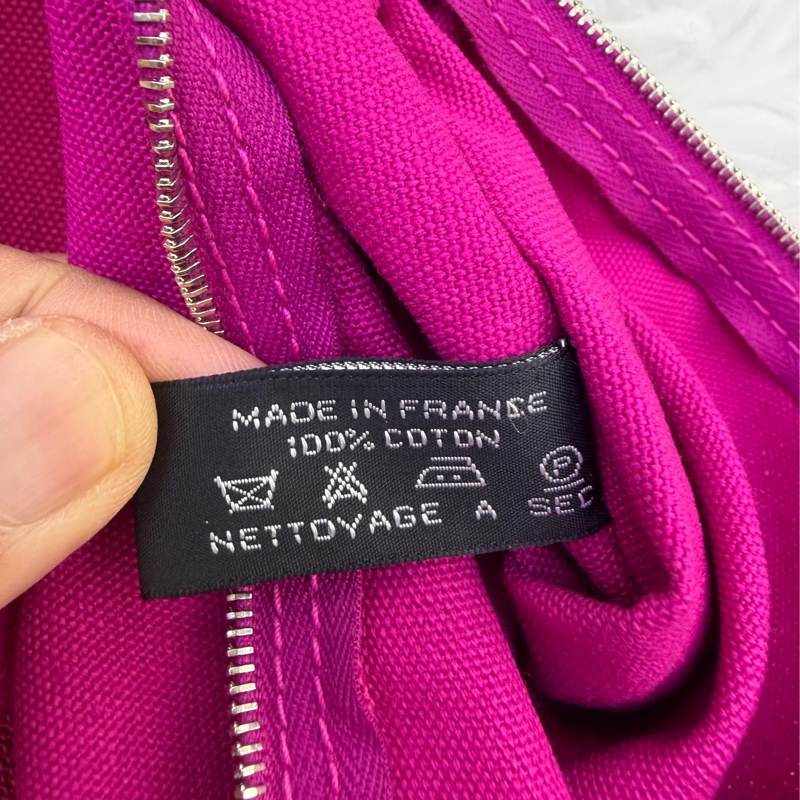 MADE IN FRANCE
100% COTON
P
NETTOYAGE A SEC